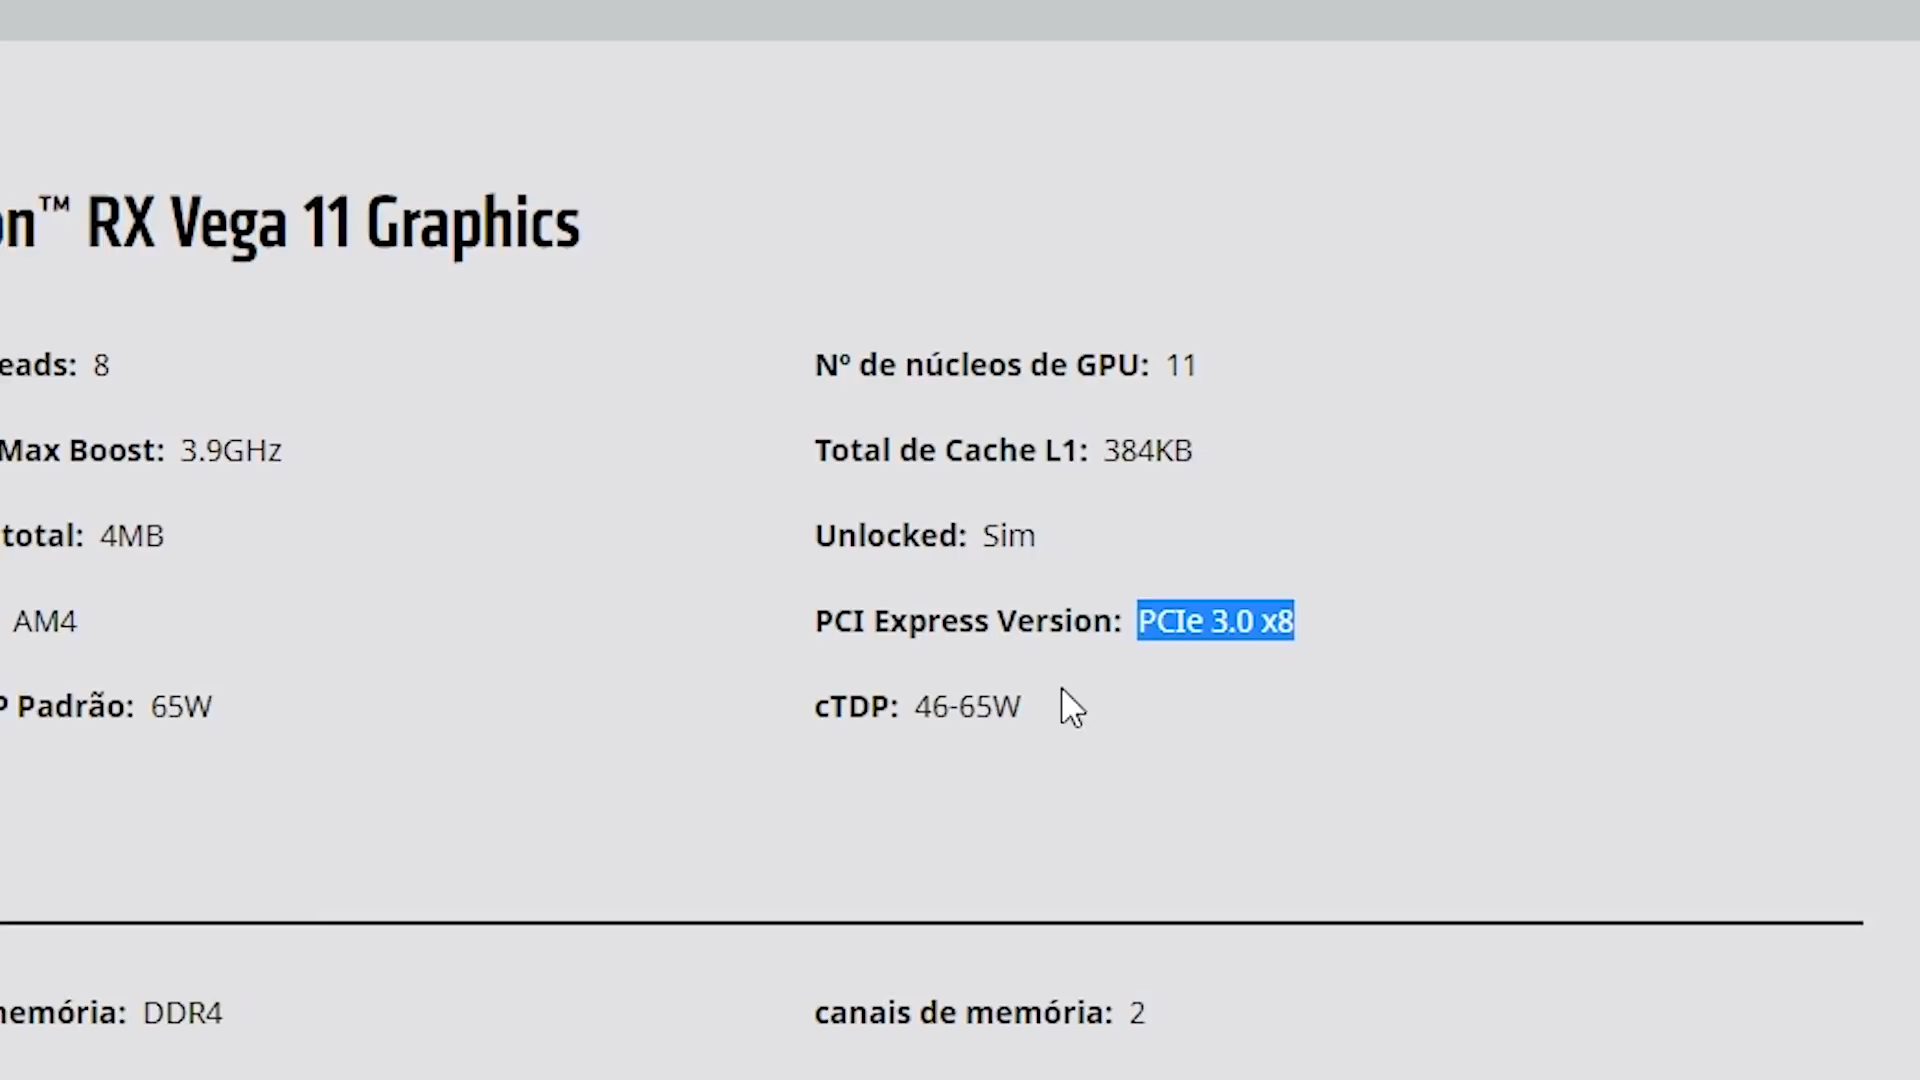 on™ RX Vega 11 Graphics
eads: 8
Nº de núcleos de GPU: 11
Max Boost: 3.9GHz
Total de Cache L1: 384KB
total: 4MB
Unlocked: Sim
AM4
PCI Express Version: PCIe 3.0 x8
P Padrão: 65W
cTDP: 46-65W
memória: DDR4
canais de memória: 2